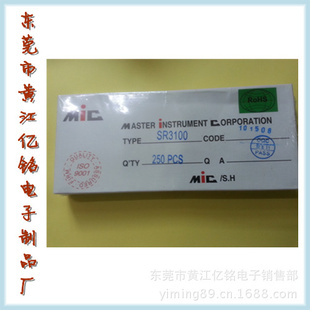 东莞市黄江亿铭电子制品厂
MIC
RoHS
MASTER INSTRUMENT CORPORATION
TYPE SR3100 CODE
101508
ISO
9001
Q'TY 250 PCS Q A
MIC /S.H
东莞市黄江亿铭电子销售部
yiming89.cn.1688.com